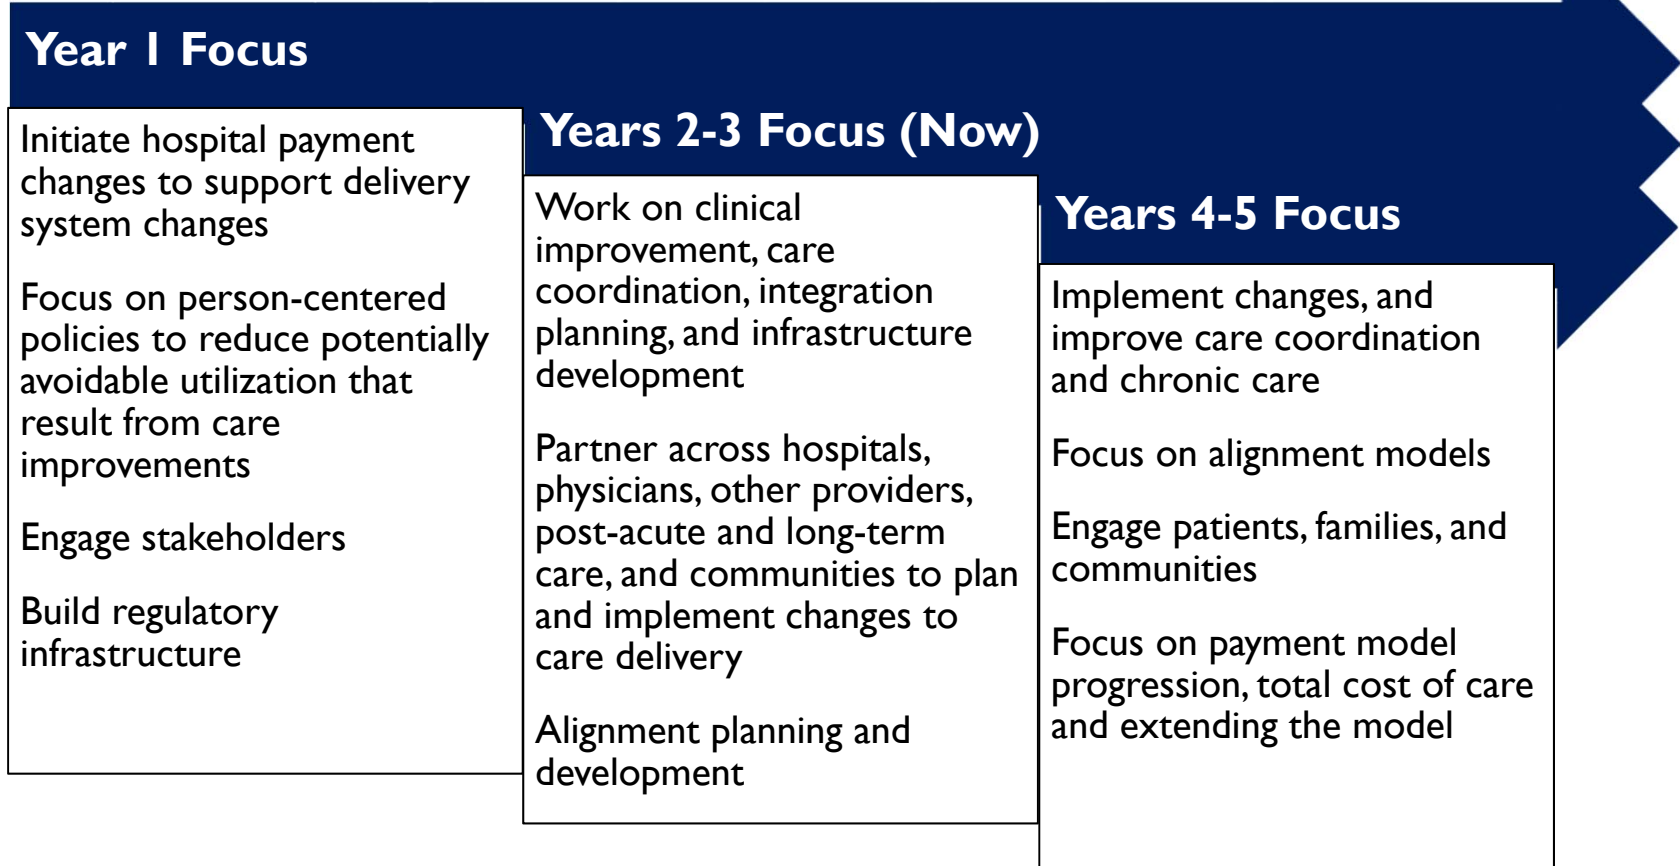 Year 1 Focus
Initiate hospital payment
changes to support delivery
system changes
Focus on person-centered
policies to reduce potentially
avoidable utilization that
result from care
improvements
Engage stakeholders
Build regulatory
infrastructure
Years 2-3 Focus (Now)
Work on clinical
improvement, care
coordination, integration
planning, and infrastructure
development
Partner across hospitals,
physicians, other providers,
post-acute and long-term
care, and communities to plan
and implement changes to
care delivery
Alignment planning and
development
Years 4-5 Focus
Implement changes, and
improve care coordination
and chronic care
Focus on alignment models
Engage patients, families, and
communities
Focus on payment model
progression, total cost of care
and extending the model